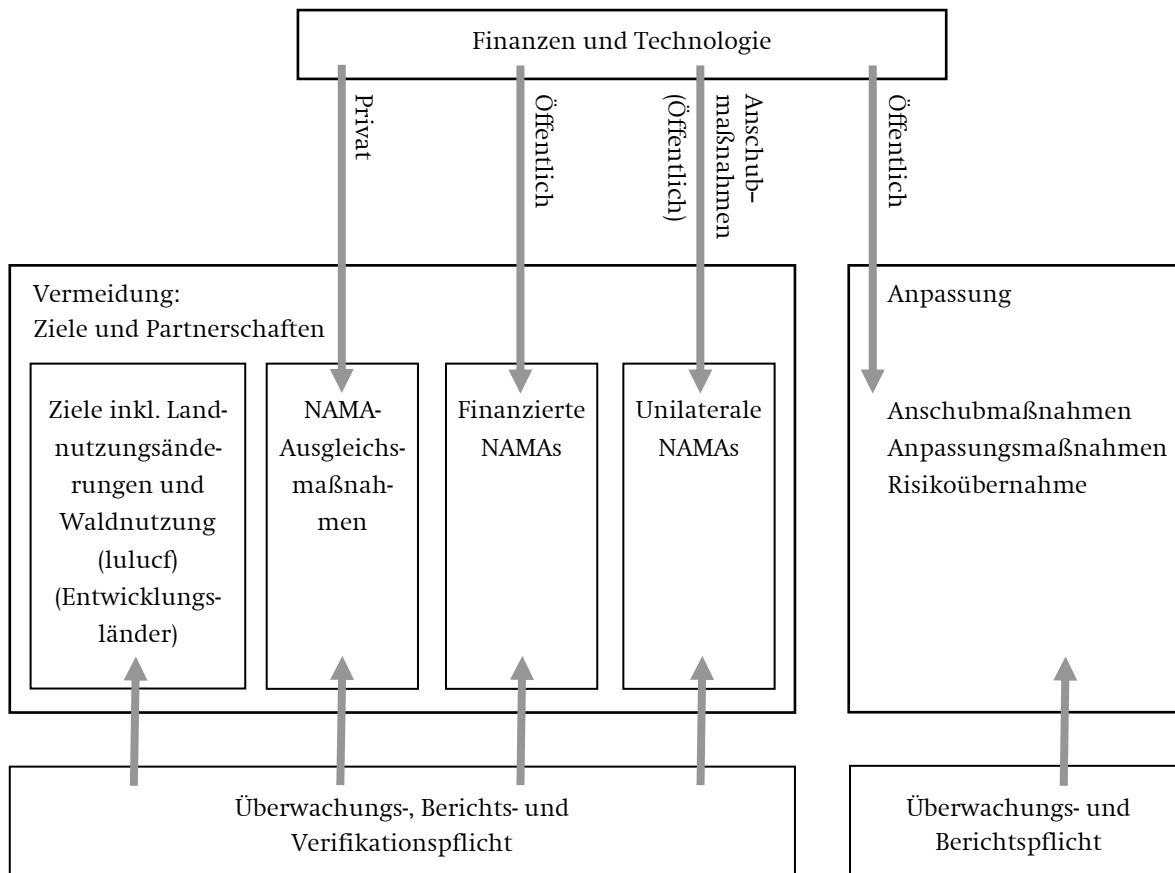 Finanzen und Technologie
Privat
Öffentlich
Anschub-
maßnahmen
(Öffentlich)
Öffentlich
Vermeidung:
Ziele und Partnerschaften
Ziele inkl. Land-
nutzungsände-
rungen und
Waldnutzung
(lulucf)
(Entwicklungs-
länder)
NAMA-
Ausgleichs-
maßnah-
men
Finanzierte
NAMAs
Unilaterale
NAMAs
Anpassung
Anschubmaßnahmen
Anpassungsmaßnahmen
Risikoübernahme
Überwachungs-, Berichts- und
Verifikationspflicht
Überwachungs- und
Berichtspflicht